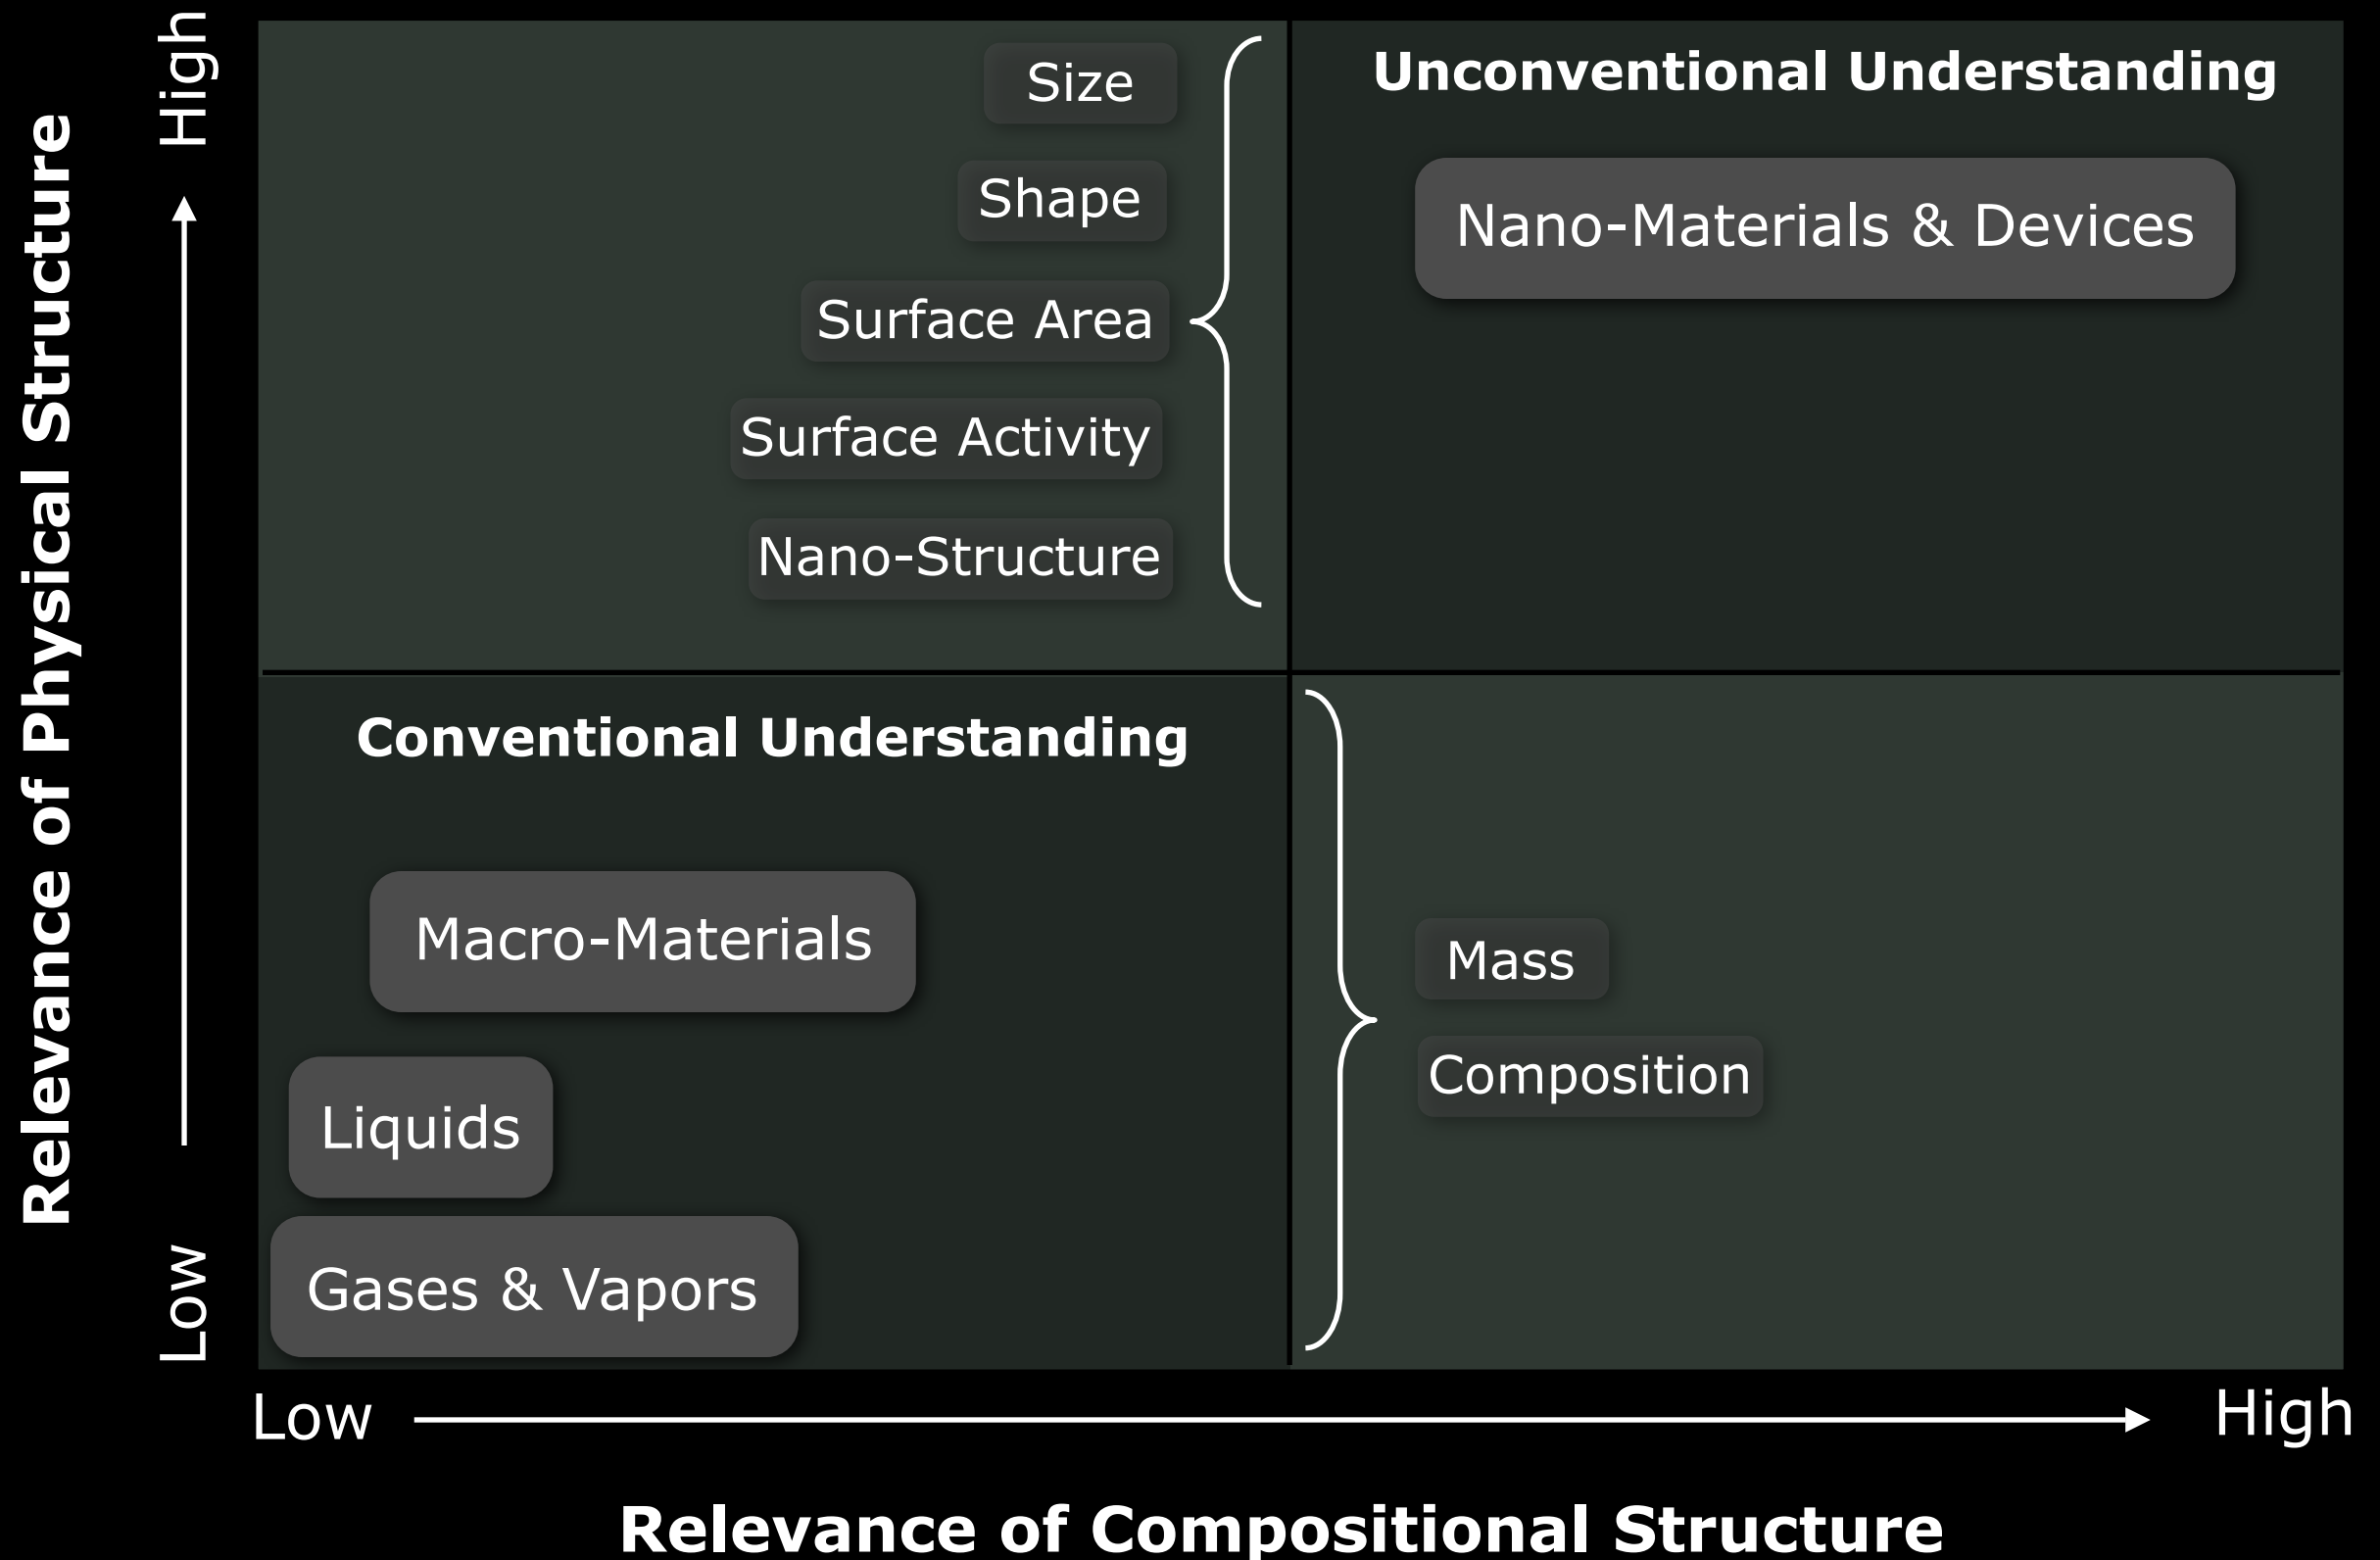 Relevance of Physical Structure
High
Low
Size
Shape
Surface Area
Surface Activity
Nano-Structure
Unconventional Understanding
Nano-Materials & Devices
Conventional Understanding
Macro-Materials
Liquids
Gases & Vapors
Mass
Composition
Low
High
Relevance of Compositional Structure